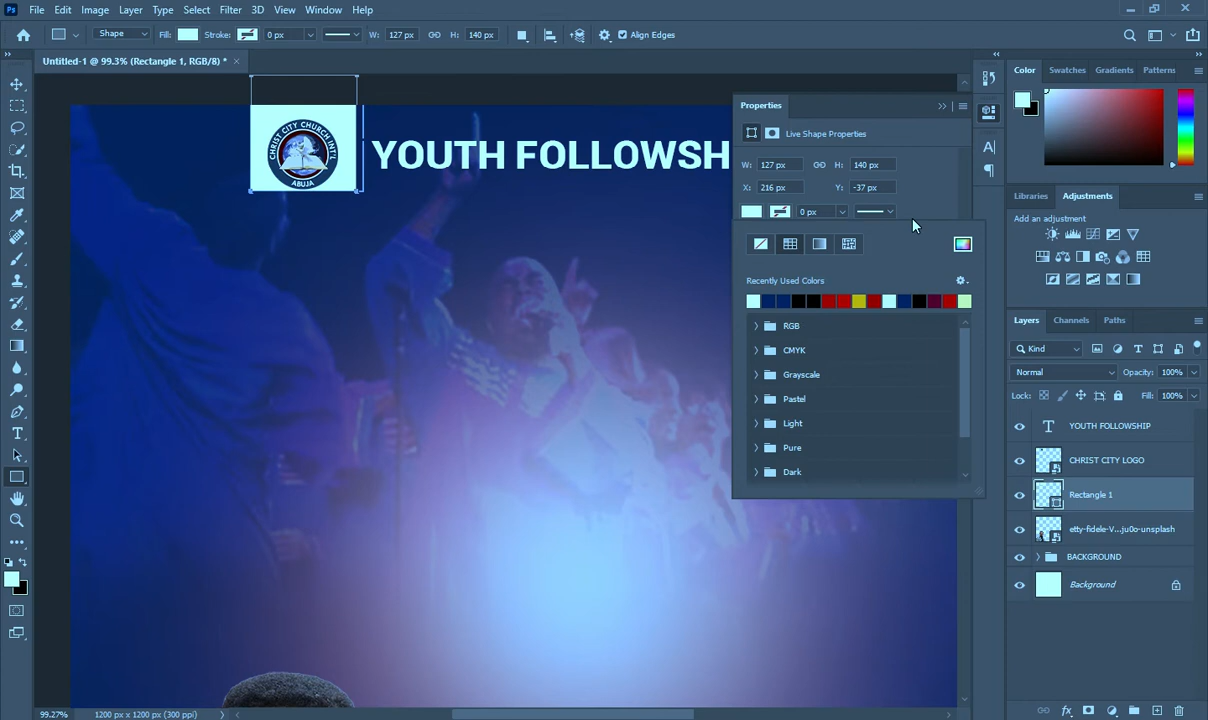 Ps File Edit Image Layer Type Select Filter 3D View Window Help
Shape Fill: Stroke: 0 px W: 127 px H: 140 px Align Edges
Untitled-1 @ 99.3% (Rectangle 1, RGB/8) * ×
CHRIST CITY CHURCH INT'L
ABUJA
YOUTH FOLLOWSH
Properties
Live Shape Properties
W: 127 px H: 140 px
X: 216 px Y: -37 px
0 px
Recently Used Colors
RGB
CMYK
Grayscale
Pastel
Light
Pure
Dark
Color Swatches Gradients Patterns
Libraries Adjustments
Add an adjustment
Layers Channels Paths
Kind
Normal Opacity: 100%
Lock: Fill: 100%
T YOUTH FOLLOWSHIP
CHRIST CITY LOGO
Rectangle 1
etty-fidele-V...ju0o-unsplash
BACKGROUND
Background
99.27% 1200 px x 1200 px (300 ppi)